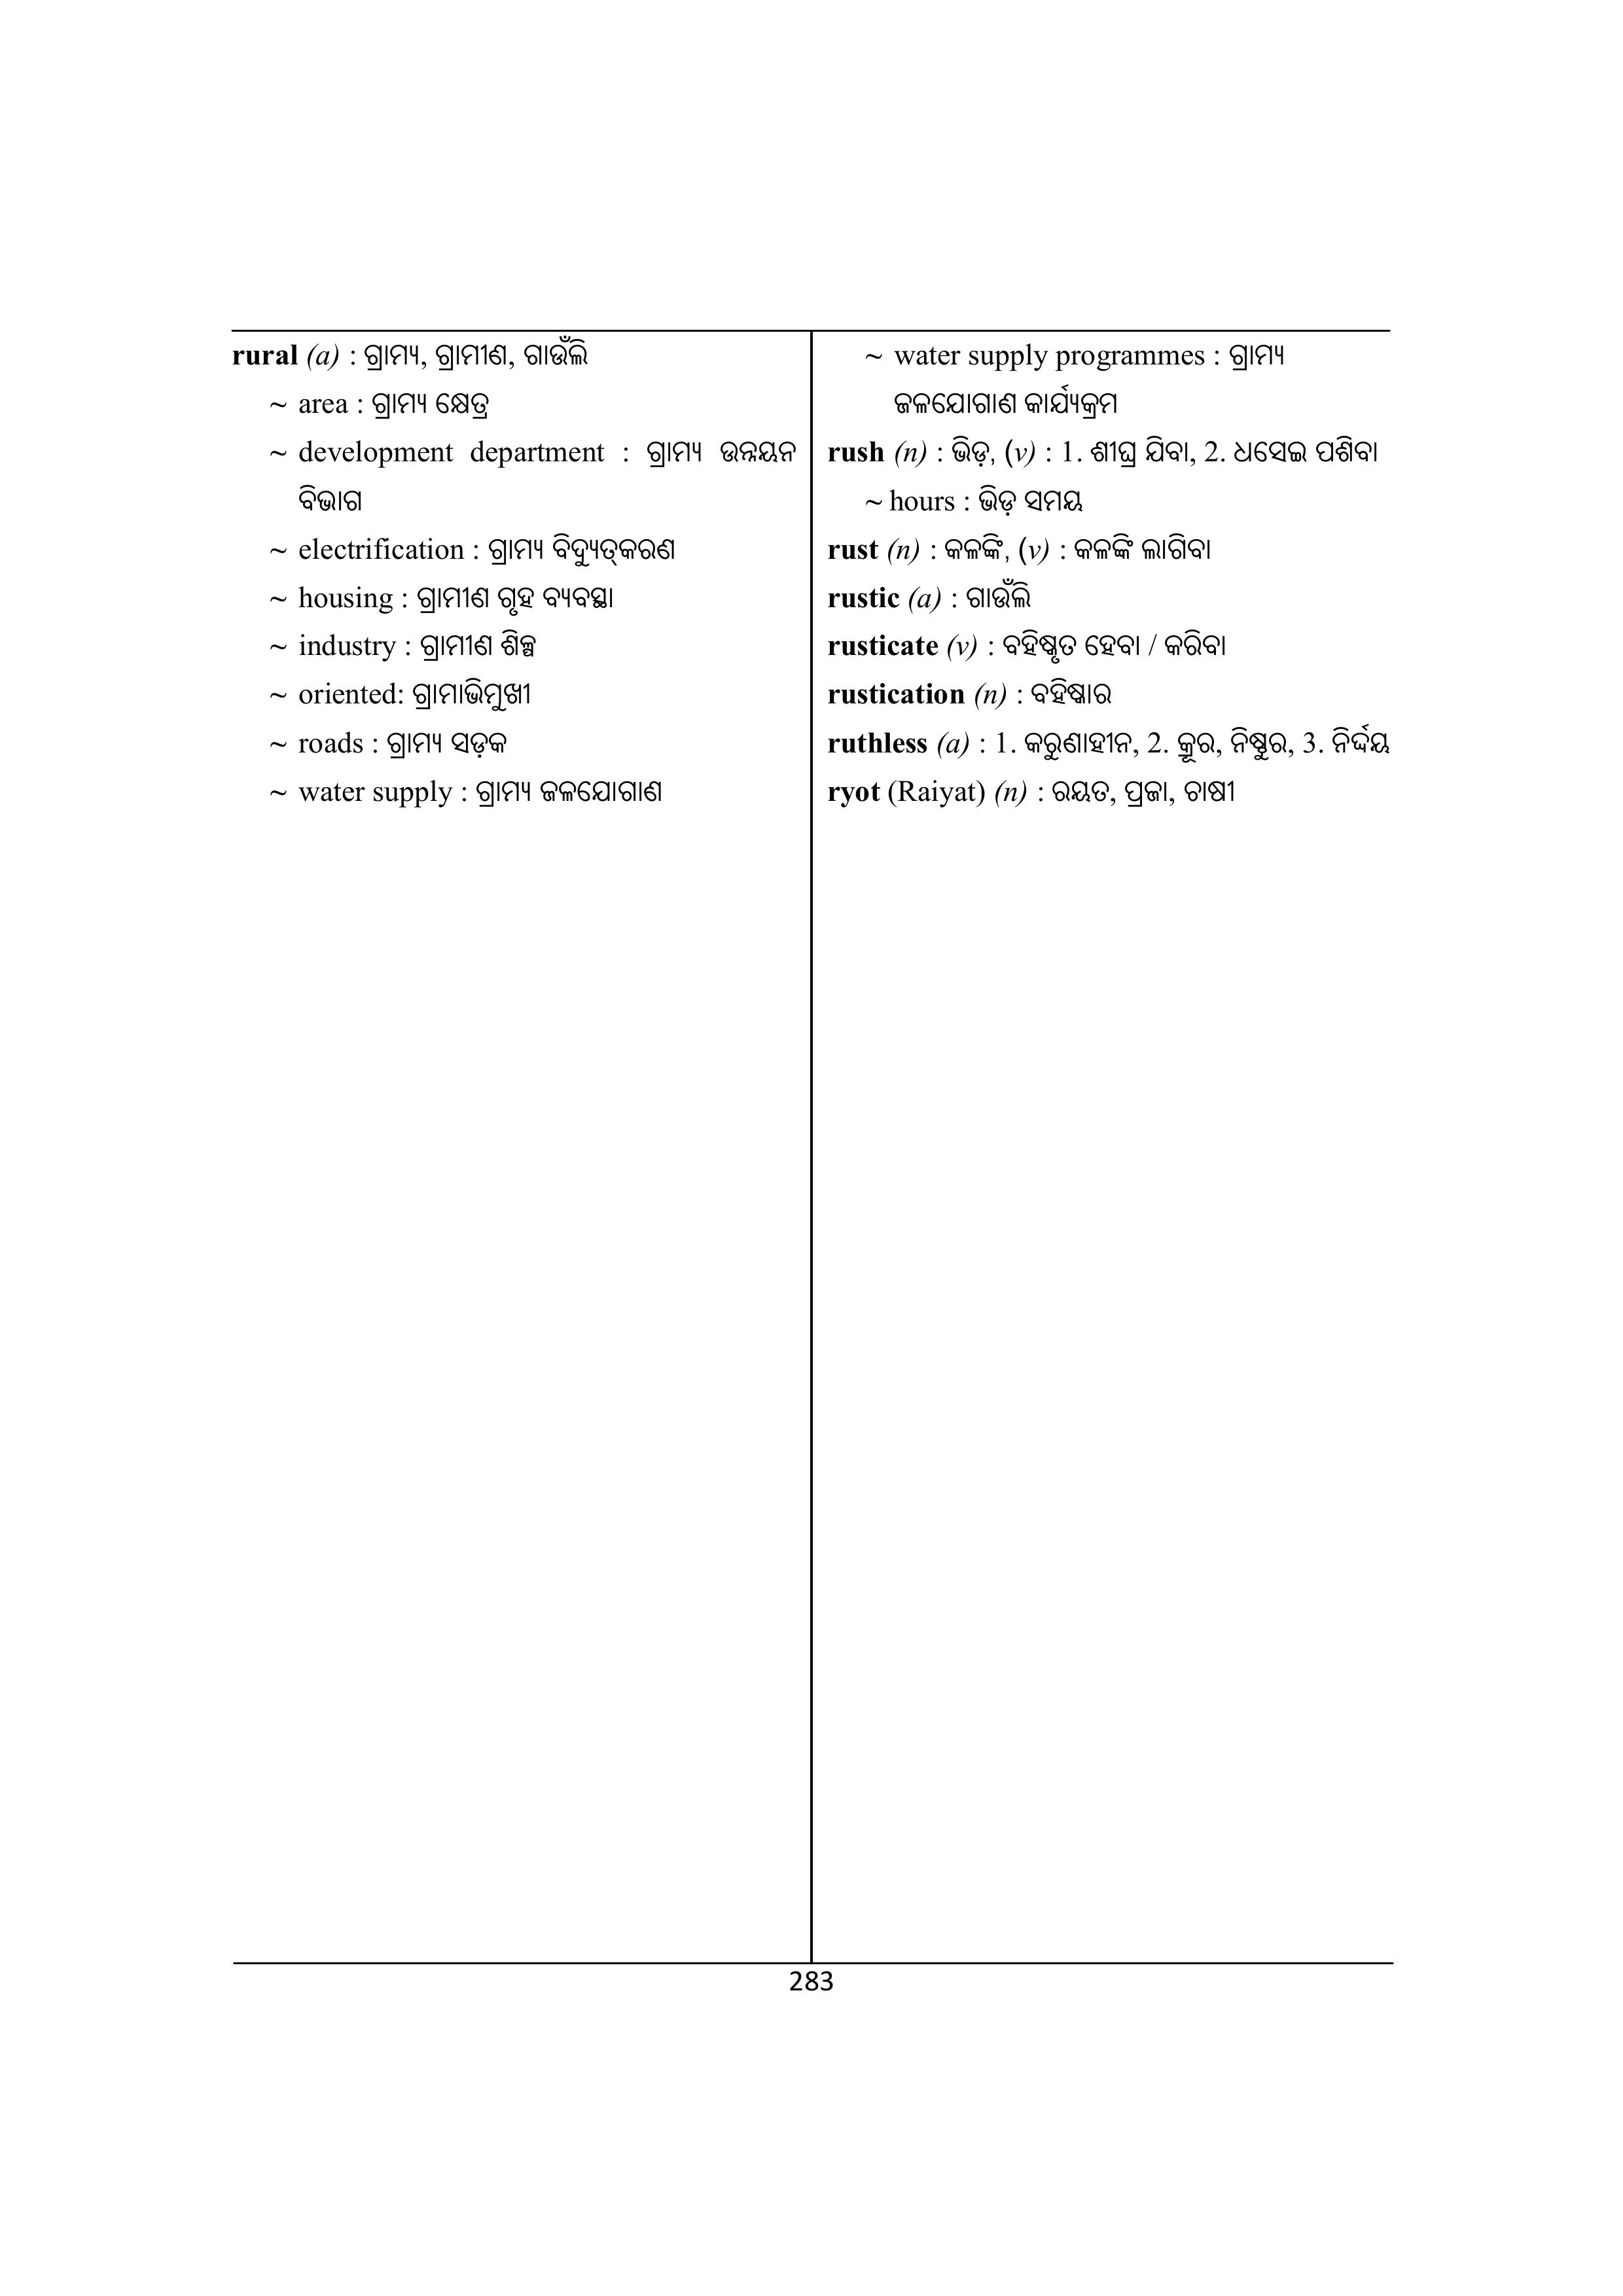 rural (a) : ଗ୍ରାମ୍ୟ, ଗ୍ରାମୀଣ, ଗାଉଁଲି
~ area : ଗ୍ରାମ୍ୟ କ୍ଷେତ୍ର
~ development department : ଗ୍ରାମ୍ୟ ଉନ୍ନୟନ
ବିଭାଗ
~ electrification : ଗ୍ରାମ୍ୟ ବିଦ୍ୟୁତ୍‌କରଣ
~ housing : ଗ୍ରାମୀଣ ଗୃହ ବ୍ୟବସ୍ଥା
~ industry : ଗ୍ରାମୀଣ ଶିଳ୍ପ
~ oriented: ଗ୍ରାମାଭିମୁଖୀ
~ roads : ଗ୍ରାମ୍ୟ ସଡ଼କ
~ water supply : ଗ୍ରାମ୍ୟ ଜଳଯୋଗାଣ
~ water supply programmes : ଗ୍ରାମ୍ୟ
ଜଳଯୋଗାଣ କାର୍ଯ୍ୟକ୍ରମ
rush (n) : ଭିଡ଼, (v) : 1. ଶୀଘ୍ର ଯିବା, 2. ଧସେଇ ପଶିବା
~ hours : ଭିଡ଼ ସମୟ
rust (n) : କଳଙ୍କି, (v) : କଳଙ୍କି ଲାଗିବା
rustic (a) : ଗାଉଁଲି
rusticate (v) : ବହିଷ୍କୃତ ହେବା / କରିବା
rustication (n) : ବହିଷ୍କାର
ruthless (a) : 1. କରୁଣାହୀନ, 2. କ୍ରୂର, ନିଷ୍ଠୁର, 3. ନିର୍ଦ୍ଦୟ
ryot (Raiyat) (n) : ରୟତ, ପ୍ରଜା, ଚାଷୀ
283